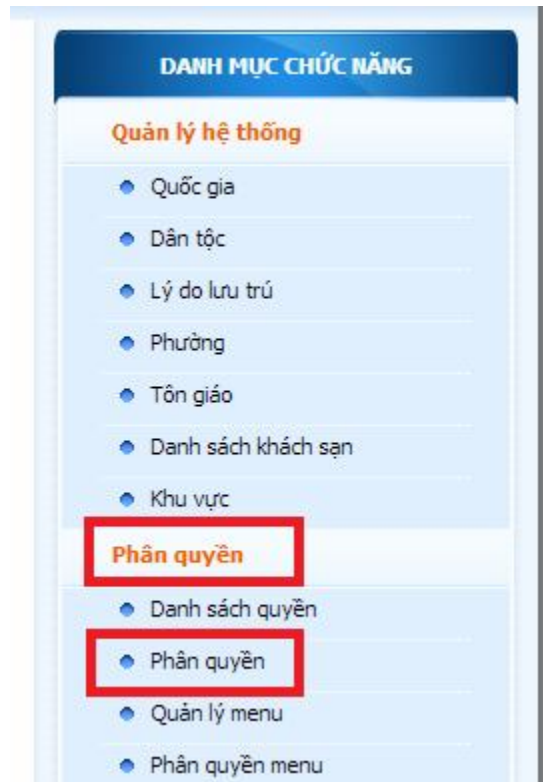 DANH MỤC CHỨC NĂNG
Quản lý hệ thống
Quốc gia
Dân tộc
Lý do lưu trú
Phường
Tôn giáo
Danh sách khách sạn
Khu vực
Phân quyền
Danh sách quyền
Phân quyền
Quản lý menu
Phân quyền menu